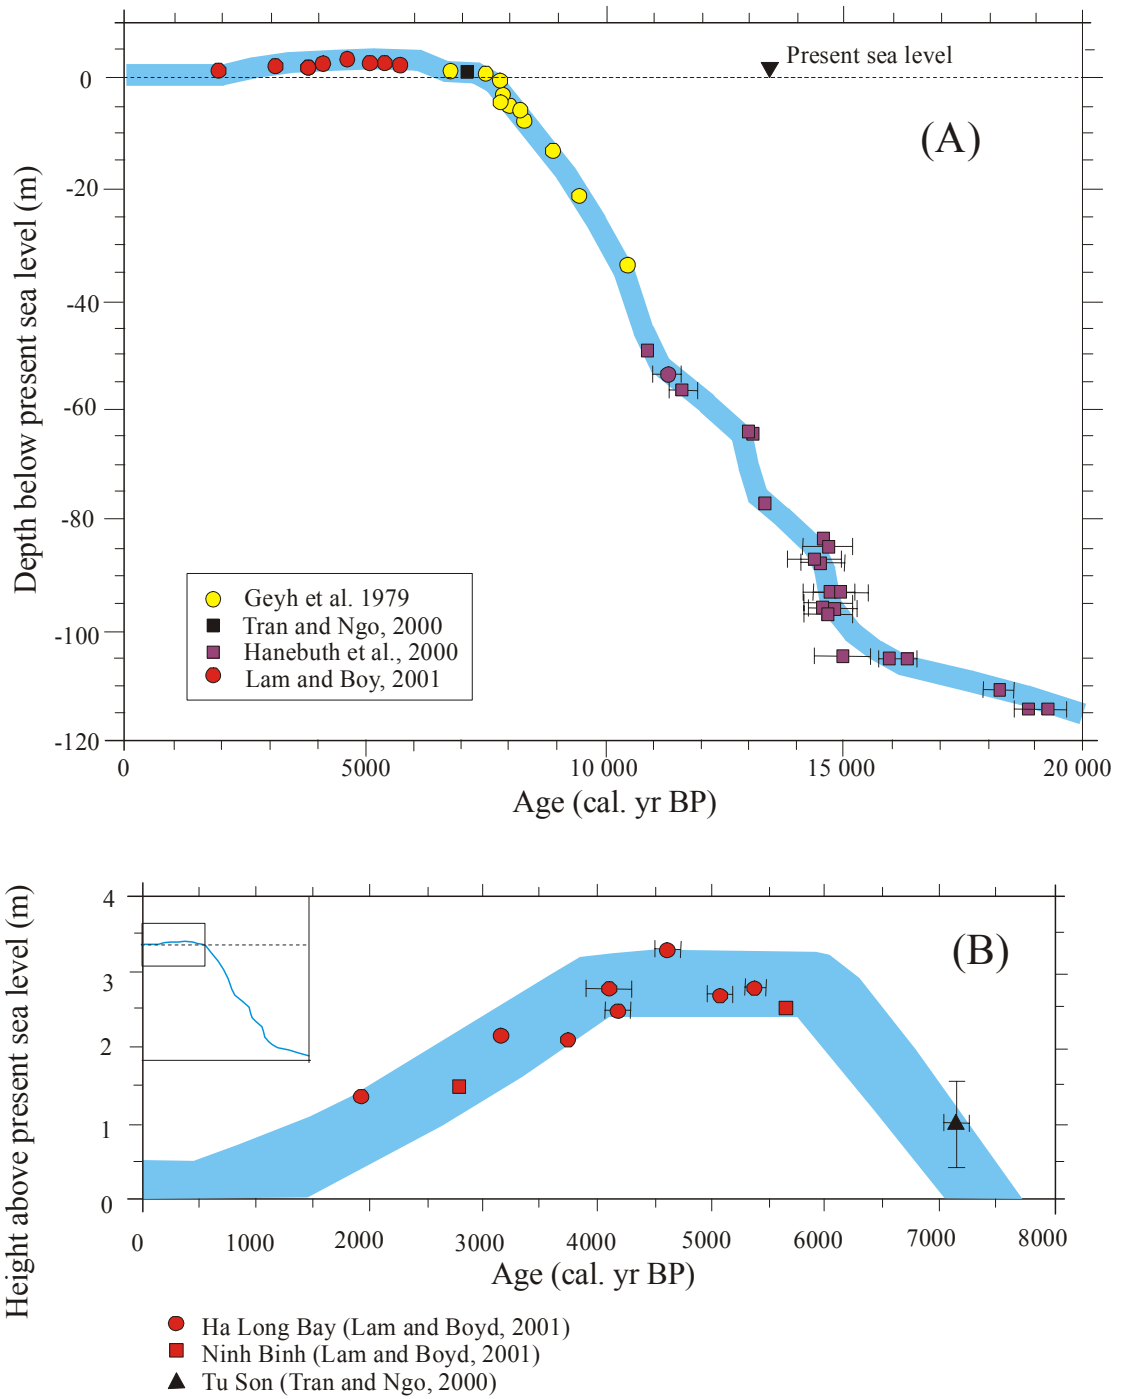 Present sea level
(A)
0
-20
-40
-60
-80
-100
-120
Depth below present sea level (m)
Geyh et al. 1979
Tran and Ngo, 2000
Hanebuth et al., 2000
Lam and Boy, 2001
0 5000 10 000 15 000 20 000
Age (cal. yr BP)
(B)
4
3
2
1
0
Height above present sea level (m)
0 1000 2000 3000 4000 5000 6000 7000 8000
Age (cal. yr BP)
Ha Long Bay (Lam and Boyd, 2001)
Ninh Binh (Lam and Boyd, 2001)
Tu Son (Tran and Ngo, 2000)